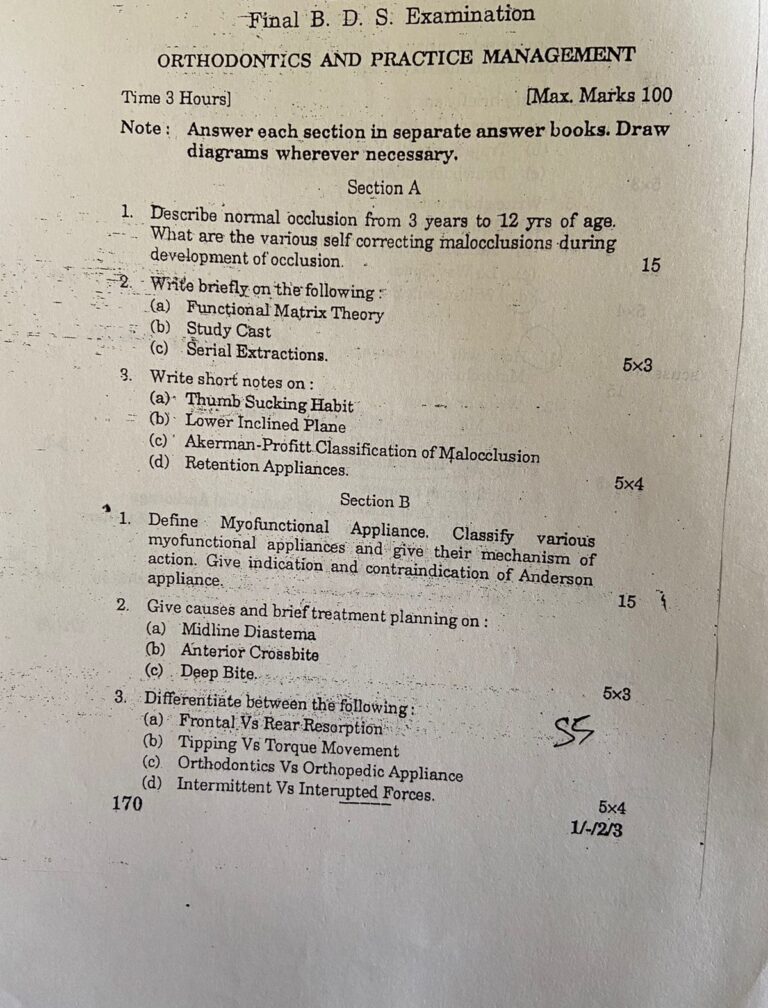 Final B. D. S. Examination
ORTHODONTICS AND PRACTICE MANAGEMENT
Time 3 Hours] [Max. Marks 100
Note : Answer each section in separate answer books. Draw
diagrams wherever necessary.
Section A
1. Describe normal occlusion from 3 years to 12 yrs of age.
What are the various self correcting malocclusions during
development of occlusion. 15
2. Write briefly on the following :
(a) Functional Matrix Theory
(b) Study Cast
(c) Serial Extractions. 5×3
3. Write short notes on :
(a) Thumb Sucking Habit
(b) Lower Inclined Plane
(c) Akerman-Profitt Classification of Malocclusion
(d) Retention Appliances. 5×4
Section B
1. Define Myofunctional Appliance. Classify various
myofunctional appliances and give their mechanism of
action. Give indication and contraindication of Anderson
appliance. 15
2. Give causes and brief treatment planning on :
(a) Midline Diastema
(b) Anterior Crossbite
(c) Deep Bite. 5×3
3. Differentiate between the following :
(a) Frontal Vs Rear Resorption
(b) Tipping Vs Torque Movement
(c) Orthodontics Vs Orthopedic Appliance
(d) Intermittent Vs Interupted Forces.
170 5×4
1/-/2/3